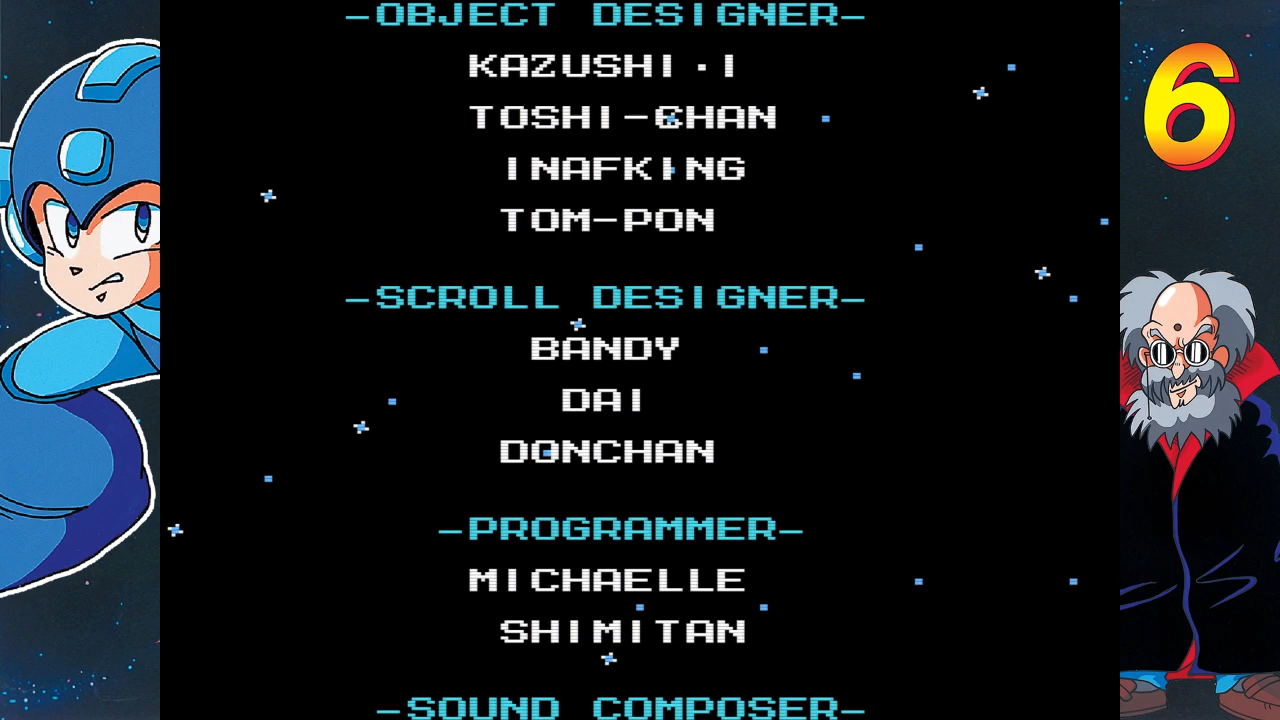 -OBJECT DESIGNER-
KAZUSHI·I
TOSHI-CHAN
INAFKING
TOM-PON
-SCROLL DESIGNER-
BANDY
DAI
DONCHAN
-PROGRAMMER-
MICHAELLE
SHIMITAN
-SOUND COMPOSER-
6